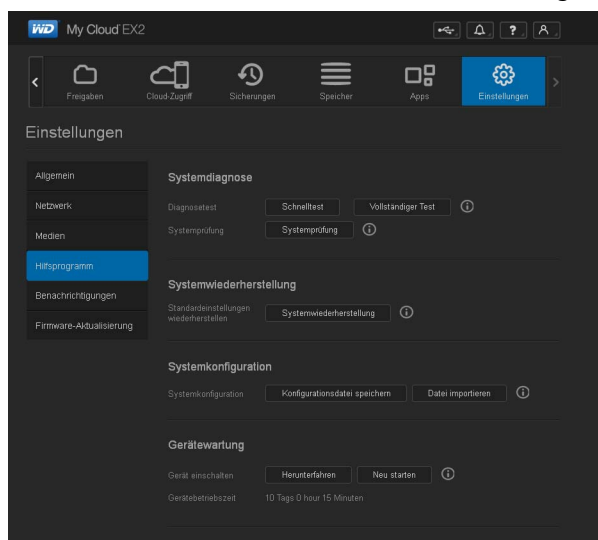 WD My Cloud EX2
?
Freigaben Cloud-Zugriff Sicherungen Speicher Apps Einstellungen
Einstellungen
Allgemein
Netzwerk
Medien
Hilfsprogramm
Benachrichtigungen
Firmware-Aktualisierung
Systemdiagnose
Diagnosetest Schnelltest Vollständiger Test
Systemprüfung Systemprüfung
Systemwiederherstellung
Standardeinstellungen
wiederherstellen Systemwiederherstellung
Systemkonfiguration
Systemkonfiguration Konfigurationsdatei speichern Datei importieren
Gerätewartung
Gerät einschalten Herunterfahren Neu starten
Gerätebetriebszeit 10 Tags 0 hour 15 Minuten